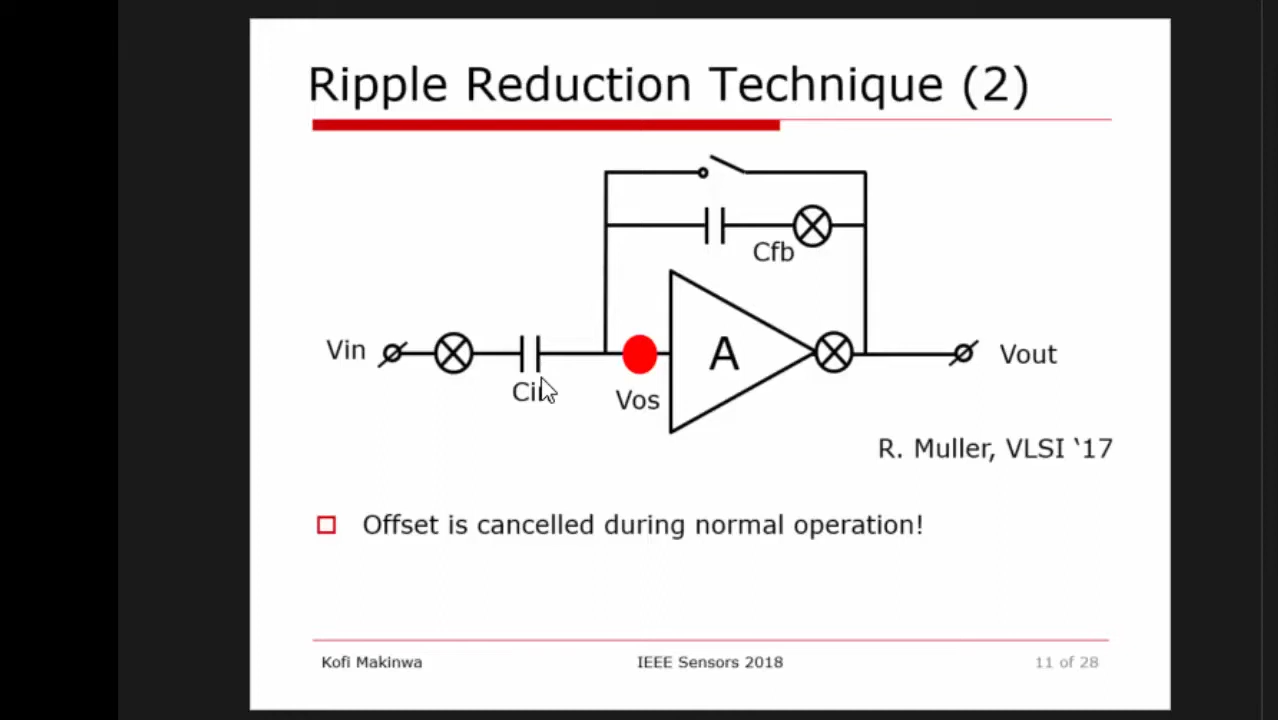 Ripple Reduction Technique (2)
Cfb
Vin
A
Vout
Vos
R. Muller, VLSI ‘17
Offset is cancelled during normal operation!
Kofi Makinwa
IEEE Sensors 2018
11 of 28